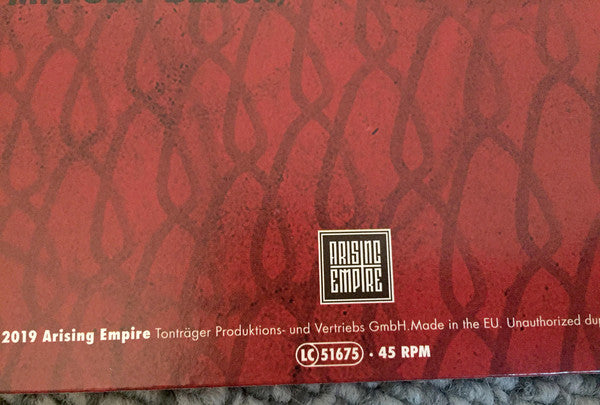 ARISING
EMPIRE
2019 Arising Empire Tonträger Produktions- und Vertriebs GmbH. Made in the EU. Unauthorized
LC 51675 · 45 RPM